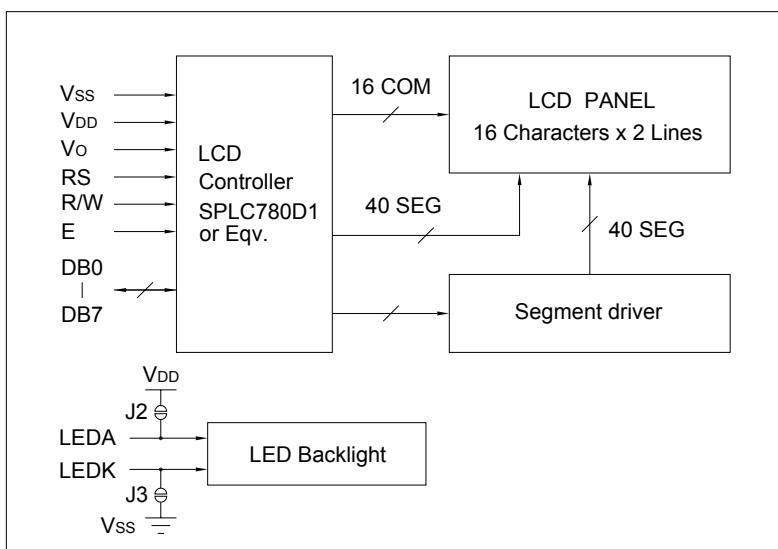 VSS
VDD
VO
RS
R/W
E
DB0
DB7
LCD
Controller
SPLC780D1
or Eqv.
16 COM
40 SEG
LCD PANEL
16 Characters x 2 Lines
40 SEG
Segment driver
VDD
J2
LEDA
LEDK
J3
VSS
LED Backlight